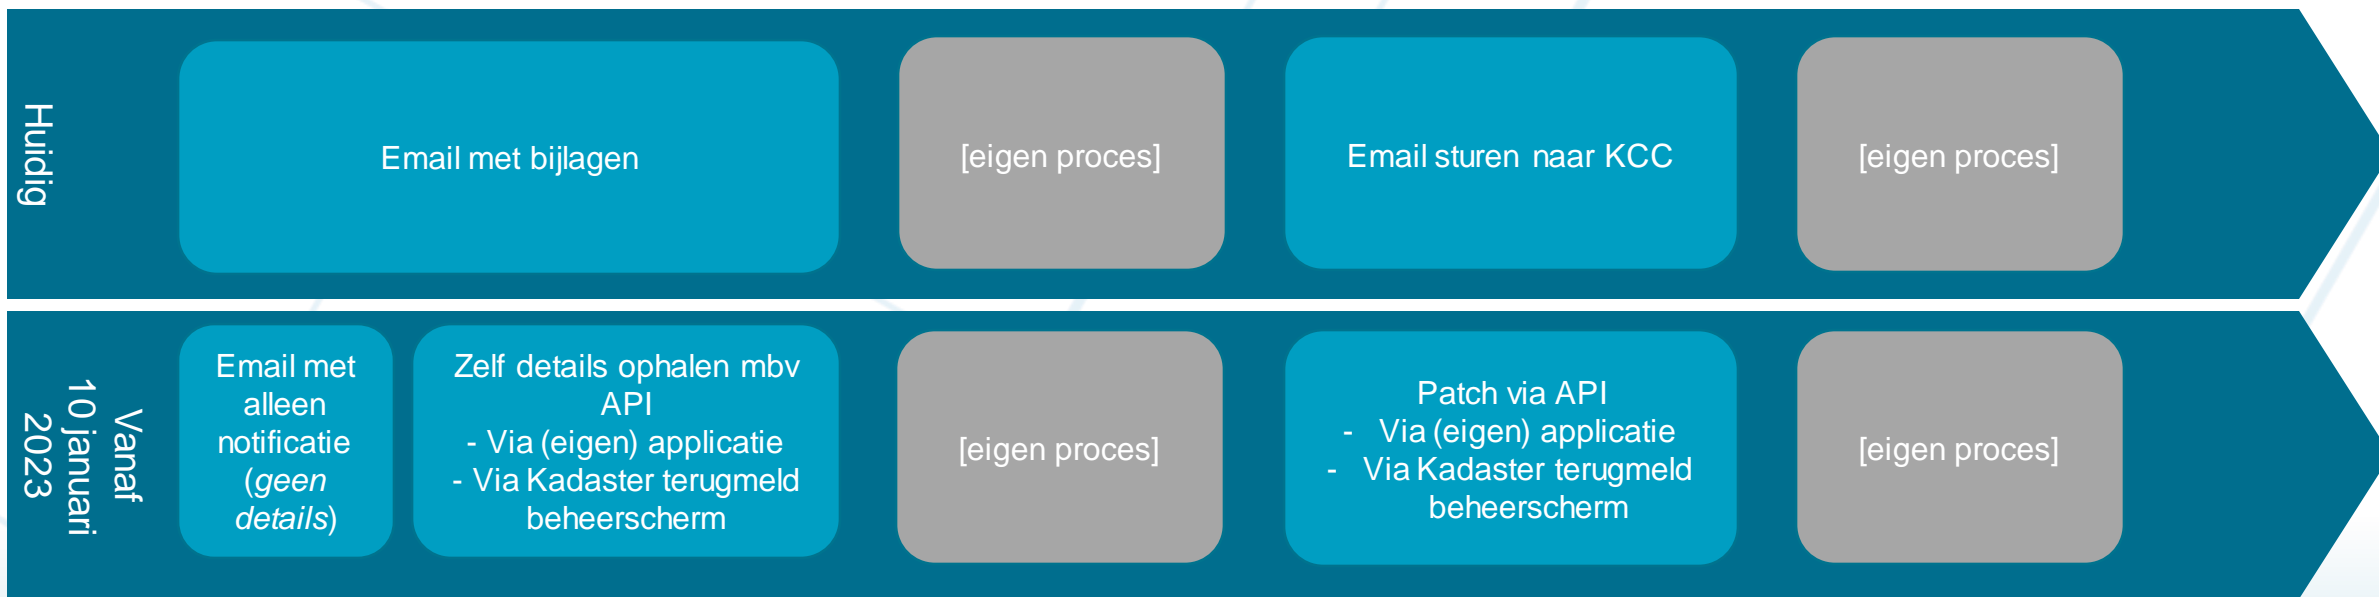 Huidig
Email met bijlagen
[eigen proces]
Email sturen naar KCC
[eigen proces]
Vanaf
10 januari
2023
Email met
alleen
notificatie
(geen
details)
Zelf details ophalen mbv
API
- Via (eigen) applicatie
- Via Kadaster terugmeld
beheerscherm
[eigen proces]
Patch via API
- Via (eigen) applicatie
- Via Kadaster terugmeld
beheerscherm
[eigen proces]